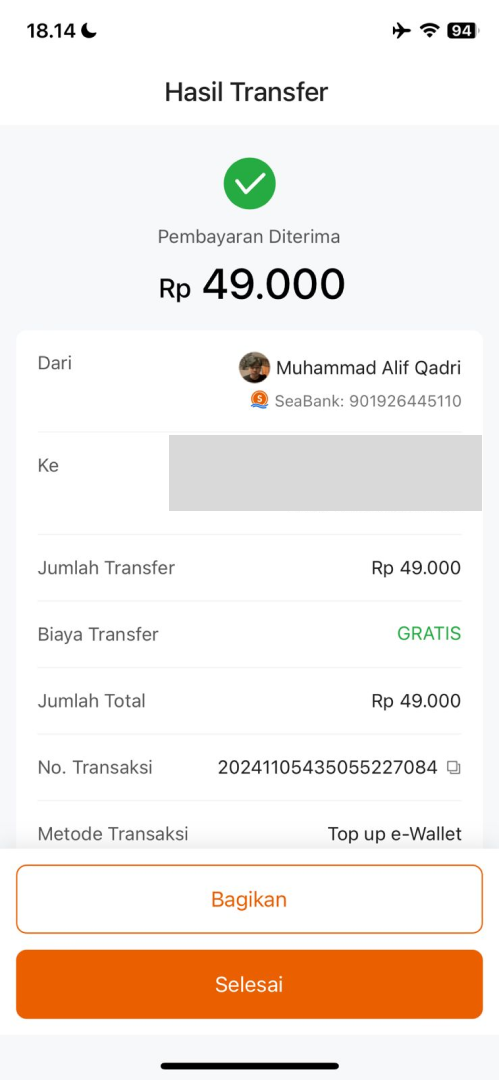 18.14
94
Hasil Transfer
Pembayaran Diterima
Rp 49.000
Dari
Muhammad Alif Qadri
SeaBank: 901926445110
Ke
Jumlah Transfer Rp 49.000
Biaya Transfer GRATIS
Jumlah Total Rp 49.000
No. Transaksi 20241105435055227084
Metode Transaksi Top up e-Wallet
Bagikan
Selesai